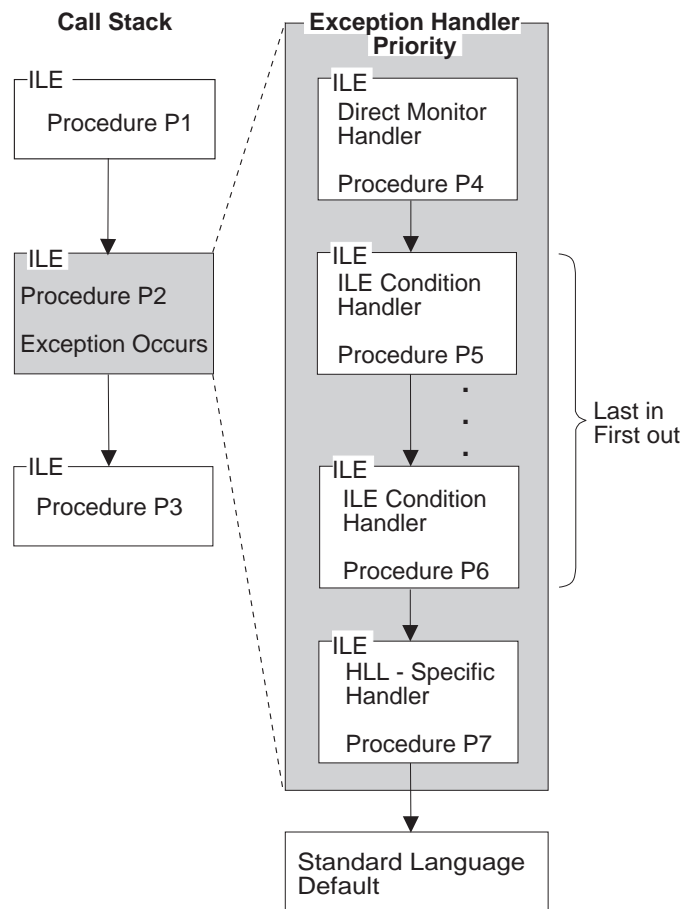 Call Stack
ILE
Procedure P1
ILE
Procedure P2
Exception Occurs
ILE
Procedure P3
Exception Handler
Priority
ILE
Direct Monitor
Handler
Procedure P4
ILE
ILE Condition
Handler
Procedure P5
.
.
.
ILE
ILE Condition
Handler
Procedure P6
Last in
First out
ILE
HLL - Specific
Handler
Procedure P7
Standard Language
Default